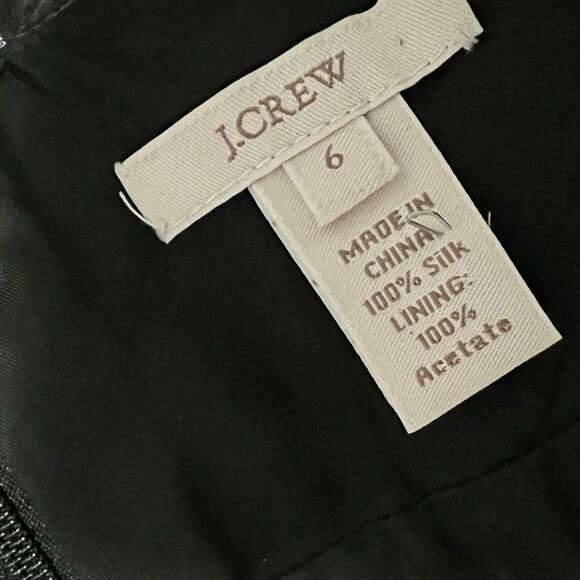 J.CREW
6
MADE IN
CHINA
100% Silk
LINING:
100%
Acetate